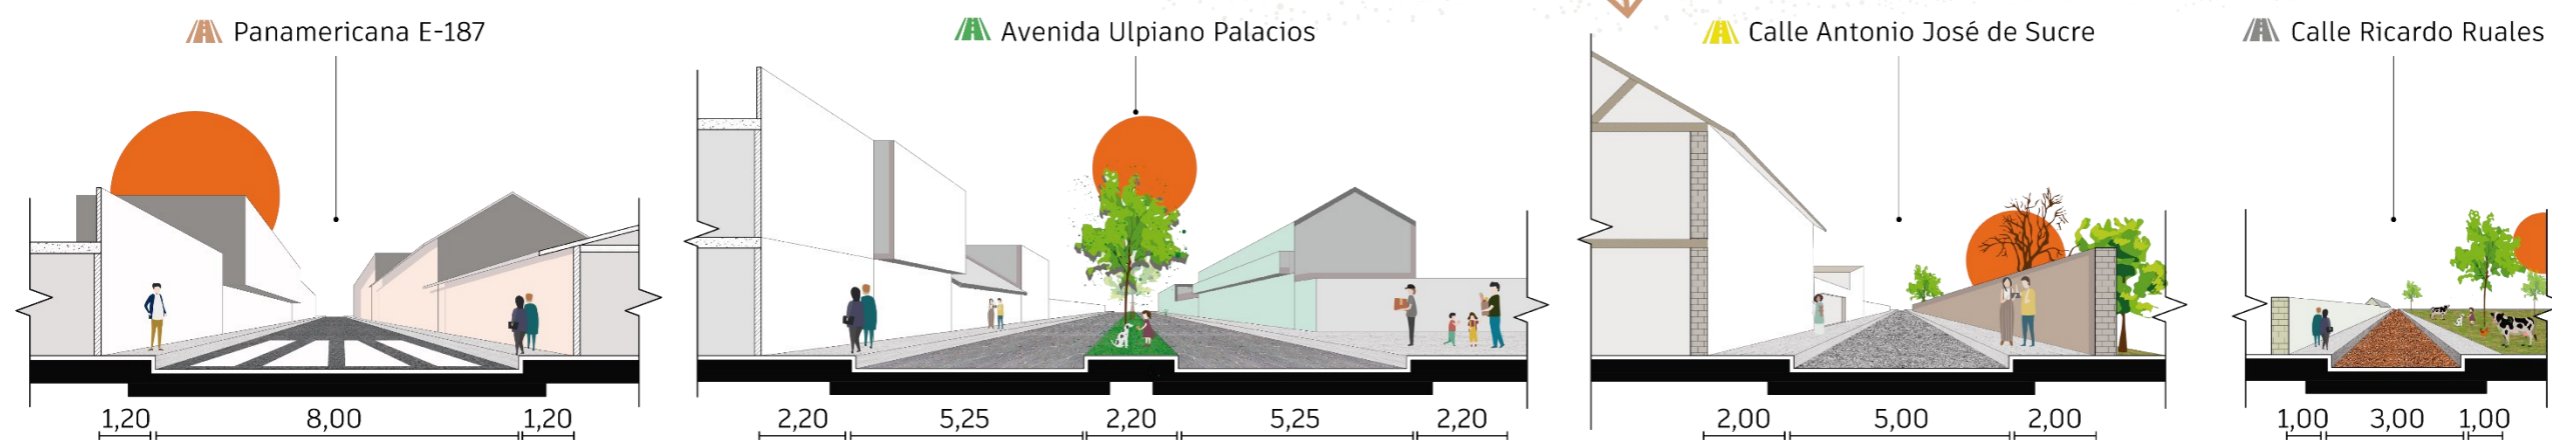 Panamericana E-187
Avenida Ulpiano Palacios
Calle Antonio José de Sucre
Calle Ricardo Ruales
1,20 8,00 1,20
2,20 5,25 2,20 5,25 2,20
2,00 5,00 2,00
1,00 3,00 1,00